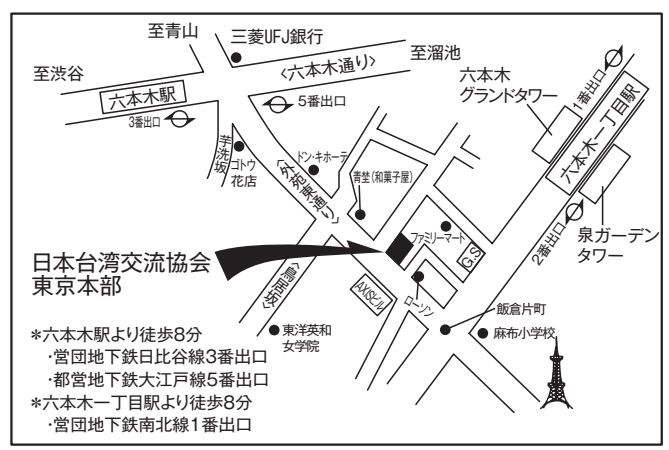 至青山
三菱UFJ銀行
至渋谷
〈六本木通り〉
至溜池
六本木駅
3番出口
5番出口
六本木
グランドタワー
1番出口
六本木一丁目駅
芋洗坂
ゴトウ
花店
ドン・キホーテ
〈外苑東通り〉
青埜(和菓子屋)
ファミリーマート
G.S
2番出口
泉ガーデン
タワー
日本台湾交流協会
東京本部
〈鳥居坂〉
AXISビル
ローソン
飯倉片町
麻布小学校
東洋英和
女学院
*六本木駅より徒歩8分
・営団地下鉄日比谷線3番出口
・都営地下鉄大江戸線5番出口
*六本木一丁目駅より徒歩8分
・営団地下鉄南北線1番出口